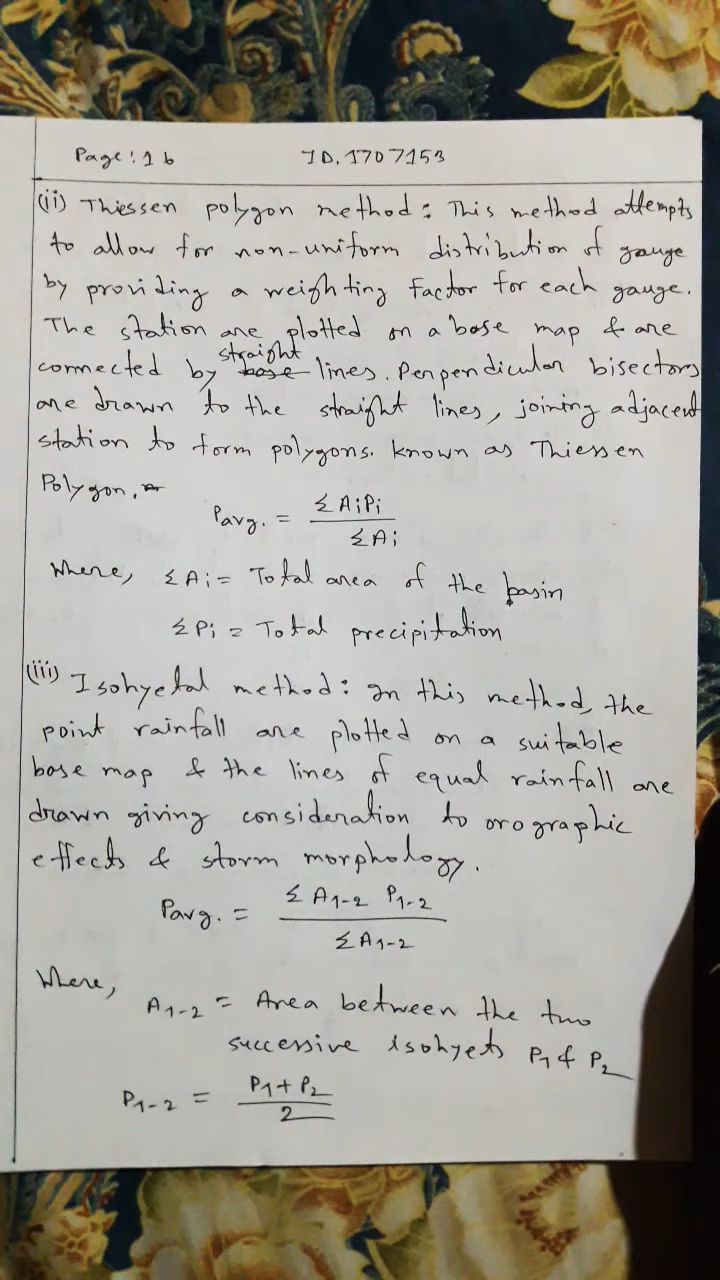 Page: 16 ID. 1707153
(ii) Thiessen polygon method: This method attempts
to allow for non-uniform distribution of gauge
by providing a weighting factor for each gauge.
The station are plotted on a base map & are
connected by straight base lines. Perpendicular bisectors
are drawn to the straight lines, joining adjacent
station to form polygons. known as Thiessen
Polygon.
Pavg. = ΣAiPi / ΣAi
Where, ΣAi = Total area of the basin
ΣPi = Total precipitation
(iii) Isohyetal method: In this method, the
point rainfall are plotted on a suitable
base map & the lines of equal rainfall are
drawn giving consideration to orographic
effects & storm morphology.
Pavg. = Σ A1-2 P1-2 / ΣA1-2
Where,
A1-2 = Area between the two
successive isohyets P1 & P2
P1-2 = P1+P2 / 2